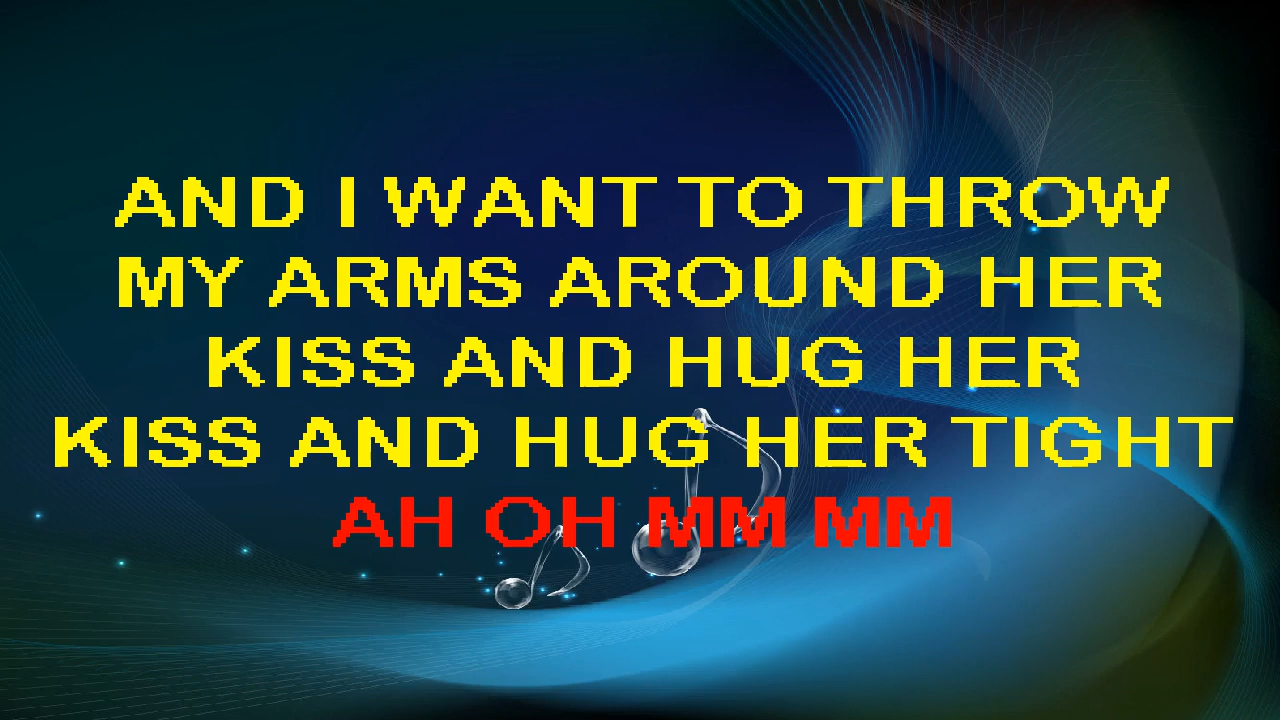 AND I WANT TO THROW
MY ARMS AROUND HER
KISS AND HUG HER
KISS AND HUG HER TIGHT
AH OH MM MM